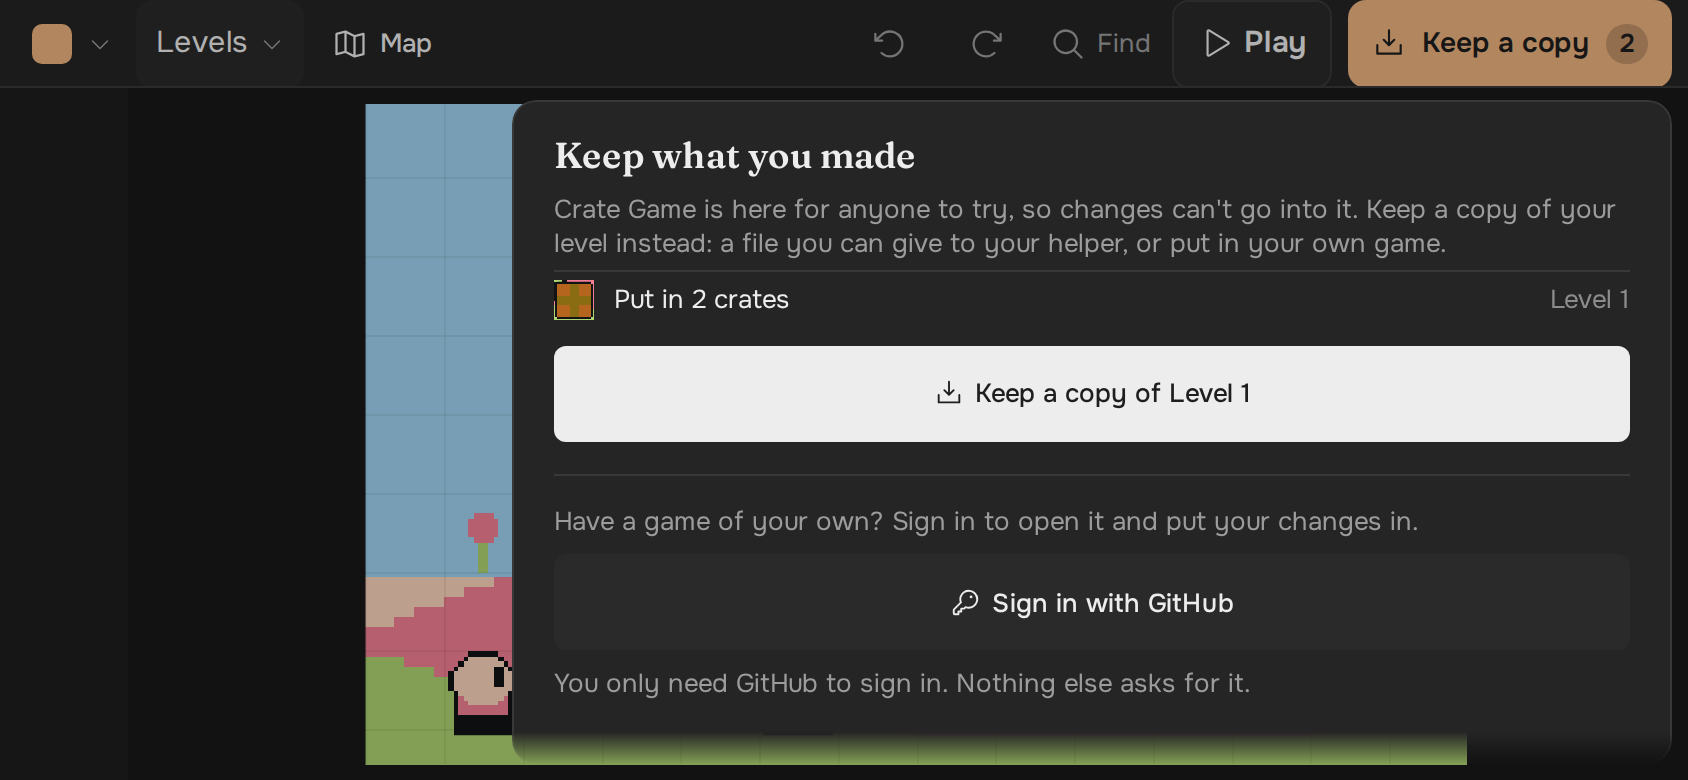 Levels
Map
Find
Play
Keep a copy
2
Keep what you made
Crate Game is here for anyone to try, so changes can't go into it. Keep a copy of your
level instead: a file you can give to your helper, or put in your own game.
Put in 2 crates
Level 1
Keep a copy of Level 1
Have a game of your own? Sign in to open it and put your changes in.
Sign in with GitHub
You only need GitHub to sign in. Nothing else asks for it.